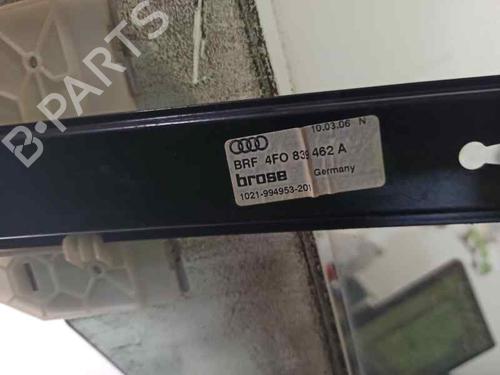 B-PARTS
10.03.06 N
BRF 4F0 839 462 A
brose Germany
1021-994953-201